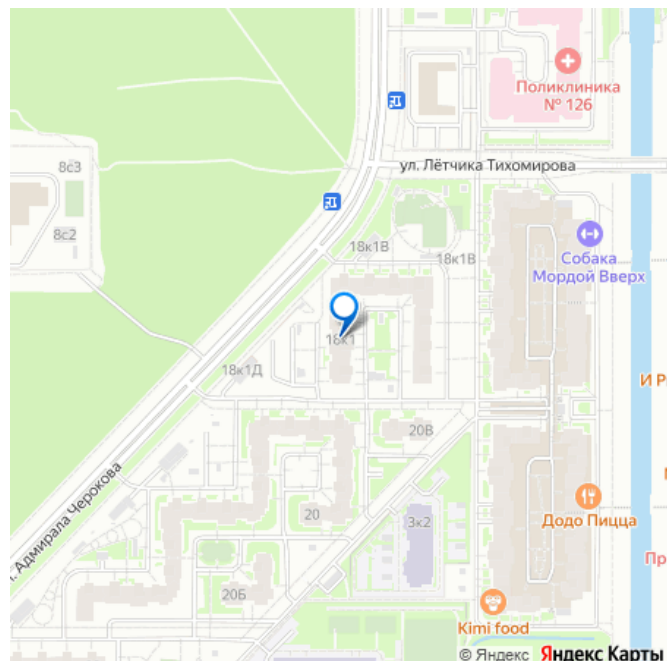 Поликлиника
№ 126
ул. Лётчика Тихомирова
8с3
8с2
18к1В
18к1В
Собака
Мордой Вверх
18к1
18к1Д
И Р
20В
ул. Адмирала Черокова
20
3к2
Додо Пицца
Пр
20Б
Kimi food
© Яндекс Яндекс Карты